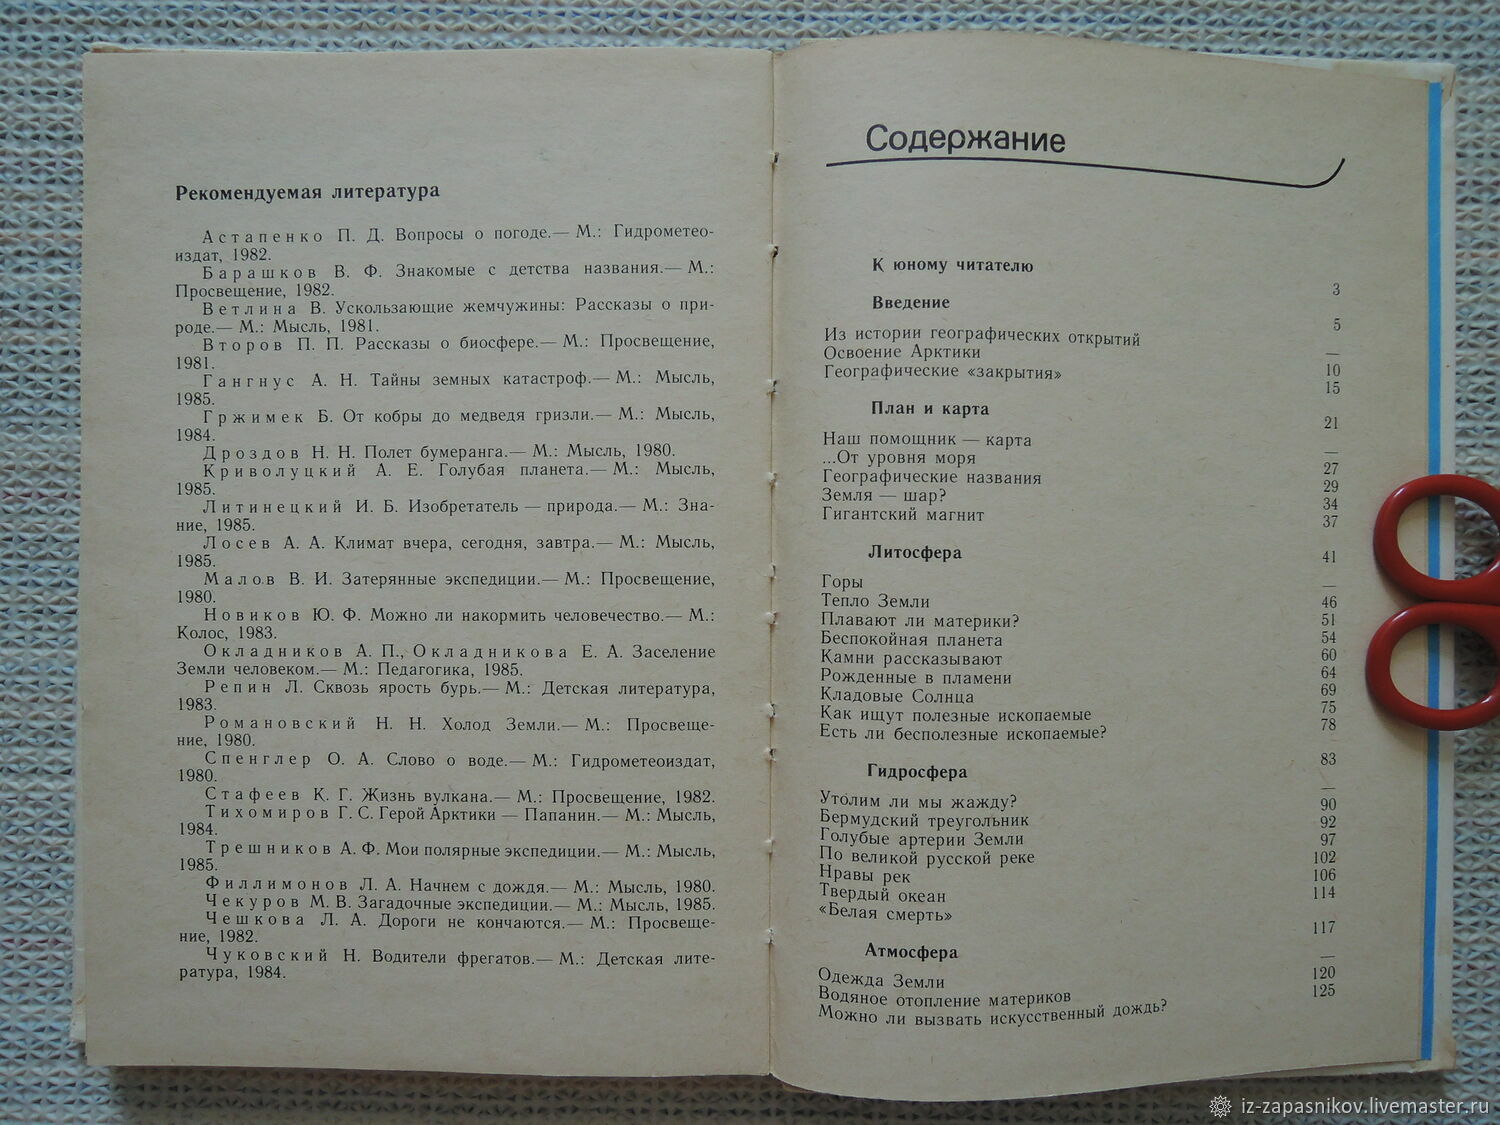 Рекомендуемая литература
Астапенко П. Д. Вопросы о погоде.— М.: Гидрометео-
издат, 1982.
Барашков В. Ф. Знакомые с детства названия.— М.:
Просвещение, 1982.
Ветлина В. Ускользающие жемчужины: Рассказы о при-
роде.— М.: Мысль, 1981.
Второв П. П. Рассказы о биосфере.— М.: Просвещение,
1981.
Гангнус А. Н. Тайны земных катастроф.— М.: Мысль,
1985.
Гржимек Б. От кобры до медведя гризли.— М.: Мысль,
1984.
Дроздов Н. Н. Полет бумеранга.— М.: Мысль, 1980.
Криволуцкий А. Е. Голубая планета.— М.: Мысль,
1985.
Литинецкий И. Б. Изобретатель — природа.— М.: Зна-
ние, 1985.
Лосев А. А. Климат вчера, сегодня, завтра.— М.: Мысль,
1985.
Малов В. И. Затерянные экспедиции.— М.: Просвещение,
1980.
Новиков Ю. Ф. Можно ли накормить человечество.— М.:
Колос, 1983.
Окладников А. П., Окладникова Е. А. Заселение
Земли человеком.— М.: Педагогика, 1985.
Репин Л. Сквозь ярость бурь.— М.: Детская литература,
1983.
Романовский Н. Н. Холод Земли.— М.: Просвеще-
ние, 1980.
Спенглер О. А. Слово о воде.— М.: Гидрометеоиздат,
1980.
Стафеев К. Г. Жизнь вулкана.— М.: Просвещение, 1982.
Тихомиров Г. С. Герой Арктики — Папанин.— М.: Мысль,
1984.
Трешников А. Ф. Мои полярные экспедиции.— М.: Мысль,
1985.
Филлимонов Л. А. Начнем с дождя.— М.: Мысль, 1980.
Чекуров М. В. Загадочные экспедиции.— М.: Мысль, 1985.
Чешкова Л. А. Дороги не кончаются.— М.: Просвеще-
ние, 1982.
Чуковский Н. Водители фрегатов.— М.: Детская лите-
ратура, 1984.
Содержание
К юному читателю 3
Введение 5
Из истории географических открытий —
Освоение Арктики 10
Географические «закрытия» 15
План и карта 21
Наш помощник — карта —
...От уровня моря 27
Географические названия 29
Земля — шар? 34
Гигантский магнит 37
Литосфера 41
Горы —
Тепло Земли 46
Плавают ли материки? 51
Беспокойная планета 54
Камни рассказывают 60
Рожденные в пламени 64
Кладовые Солнца 69
Как ищут полезные ископаемые 75
Есть ли бесполезные ископаемые? 78
Гидросфера 83
Утолим ли мы жажду? —
Бермудский треугольник 90
Голубые артерии Земли 92
По великой русской реке 97
Нравы рек 102
Твердый океан 106
«Белая смерть» 114
Атмосфера 117
Одежда Земли —
Водяное отопление материков 120
Можно ли вызвать искусственный дождь? 125
iz-zapasnikov.livemaster.ru